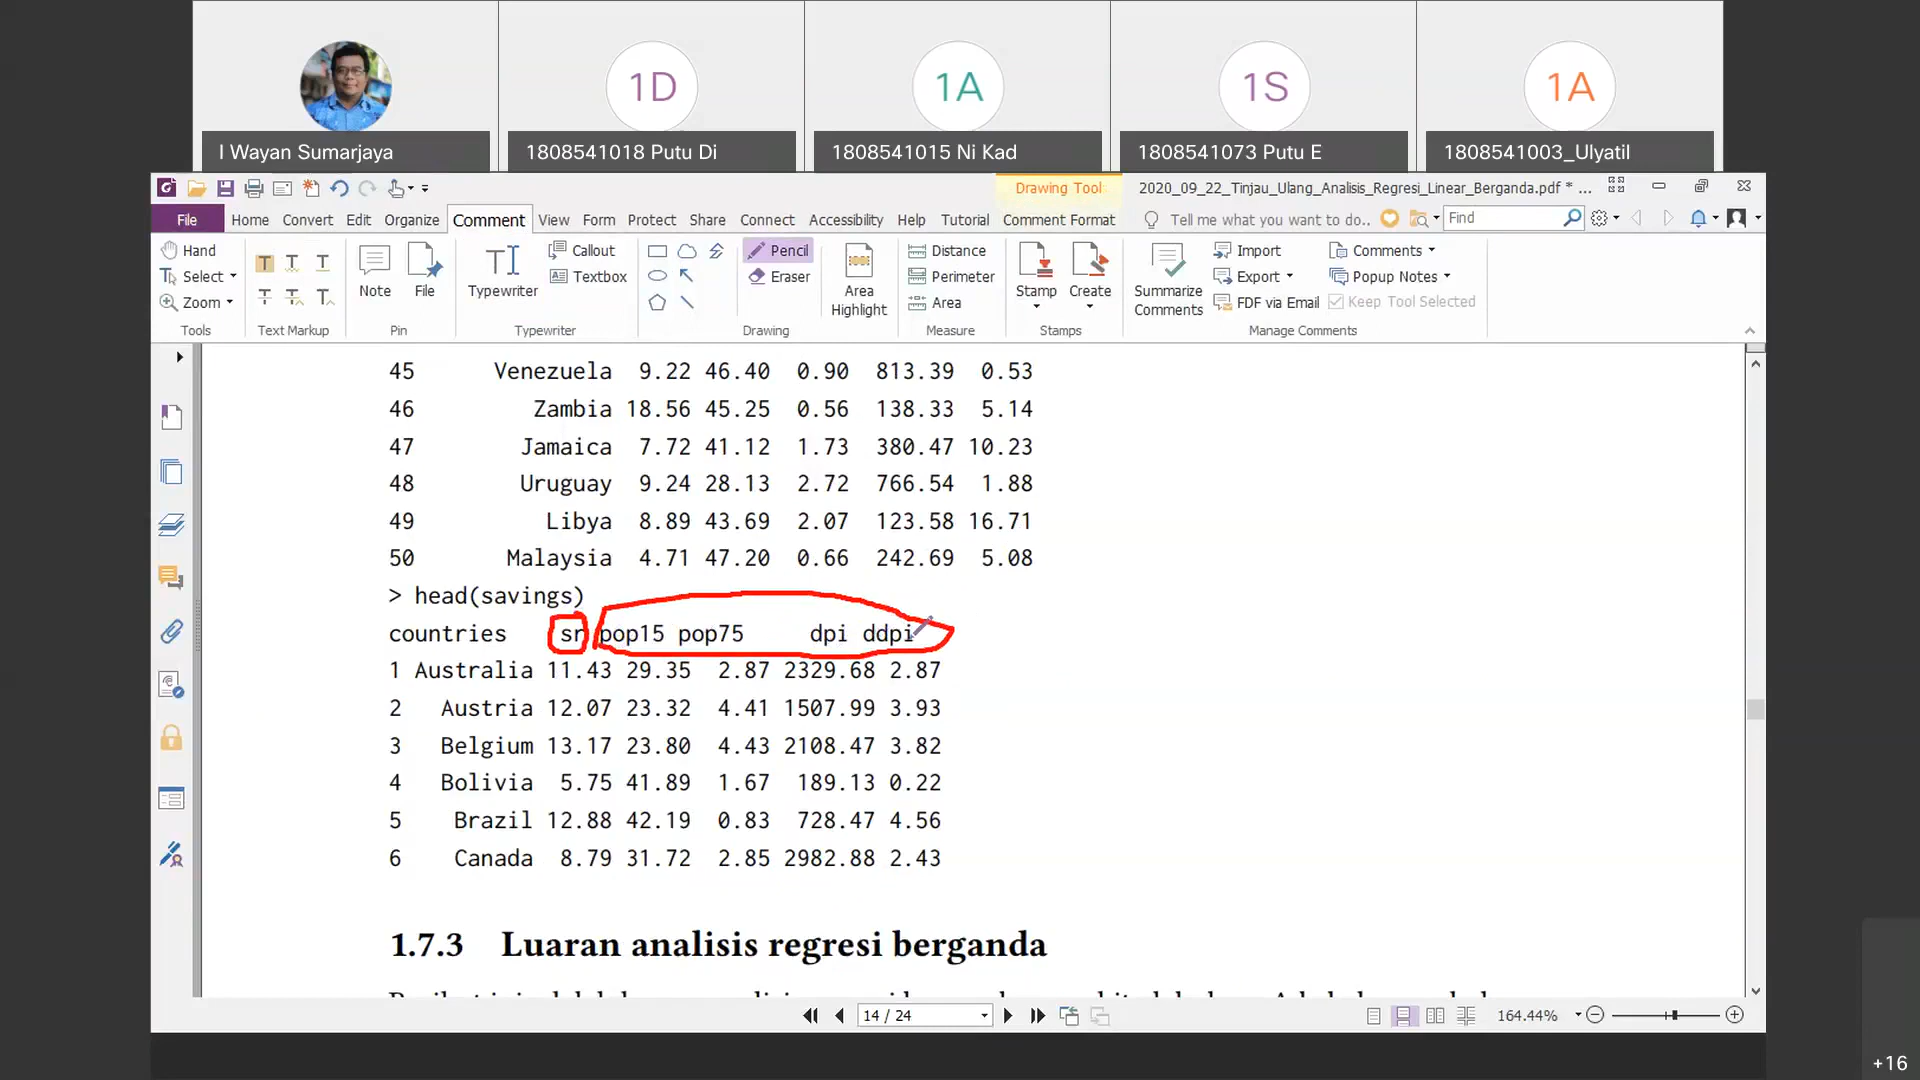 1D
1A
1S
1A
I Wayan Sumarjaya
1808541018 Putu Di
1808541015 Ni Kad
1808541073 Putu E
1808541003_Ulyatil
Drawing Tool
2020_09_22_Tinjau_Ulang_Analisis_Regresi_Linear_Berganda.pdf * ...
File Home Convert Edit Organize Comment View Form Protect Share Connect Accessibility Help Tutorial Comment Format
Tell me what you want to do..
Find
Hand
Select
Zoom
Tools
Text Markup
Note
File
Pin
Typewriter
Callout
Textbox
Typewriter
Pencil
Eraser
Drawing
Area
Highlight
Distance
Perimeter
Area
Measure
Stamp
Create
Stamps
Summarize
Comments
Import
Export
FDF via Email
Comments
Popup Notes
Keep Tool Selected
Manage Comments
45 Venezuela 9.22 46.40 0.90 813.39 0.53
46 Zambia 18.56 45.25 0.56 138.33 5.14
47 Jamaica 7.72 41.12 1.73 380.47 10.23
48 Uruguay 9.24 28.13 2.72 766.54 1.88
49 Libya 8.89 43.69 2.07 123.58 16.71
50 Malaysia 4.71 47.20 0.66 242.69 5.08
> head(savings)
countries sr pop15 pop75 dpi ddpi
1 Australia 11.43 29.35 2.87 2329.68 2.87
2 Austria 12.07 23.32 4.41 1507.99 3.93
3 Belgium 13.17 23.80 4.43 2108.47 3.82
4 Bolivia 5.75 41.89 1.67 189.13 0.22
5 Brazil 12.88 42.19 0.83 728.47 4.56
6 Canada 8.79 31.72 2.85 2982.88 2.43
1.7.3 Luaran analisis regresi berganda
14 / 24
164.44%
+16